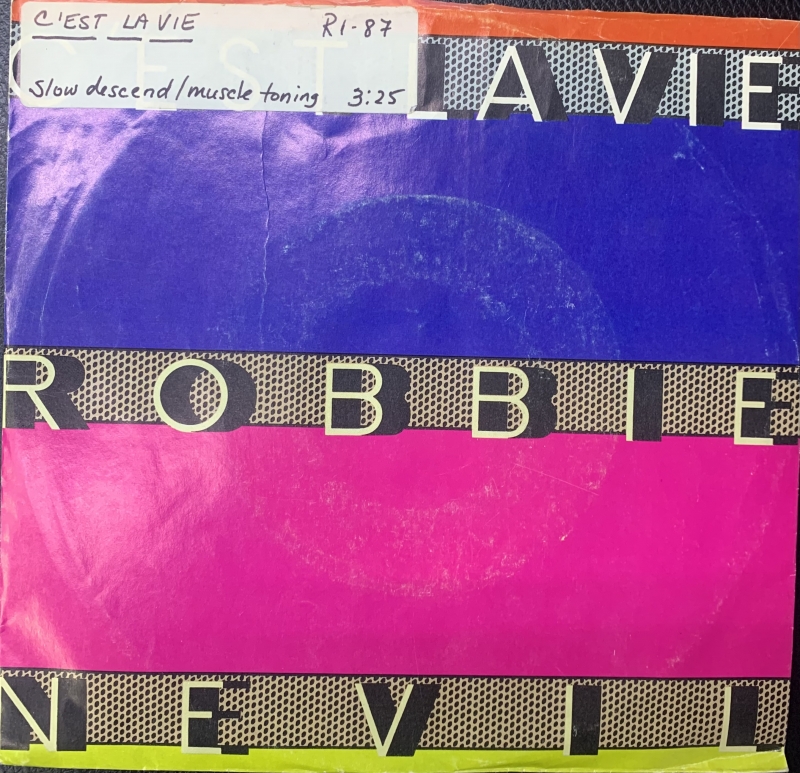 C'EST LA VIE R1-87
Slow descend/muscle toning 3:25
C'EST LA VIE
ROBBIE
NEVIL